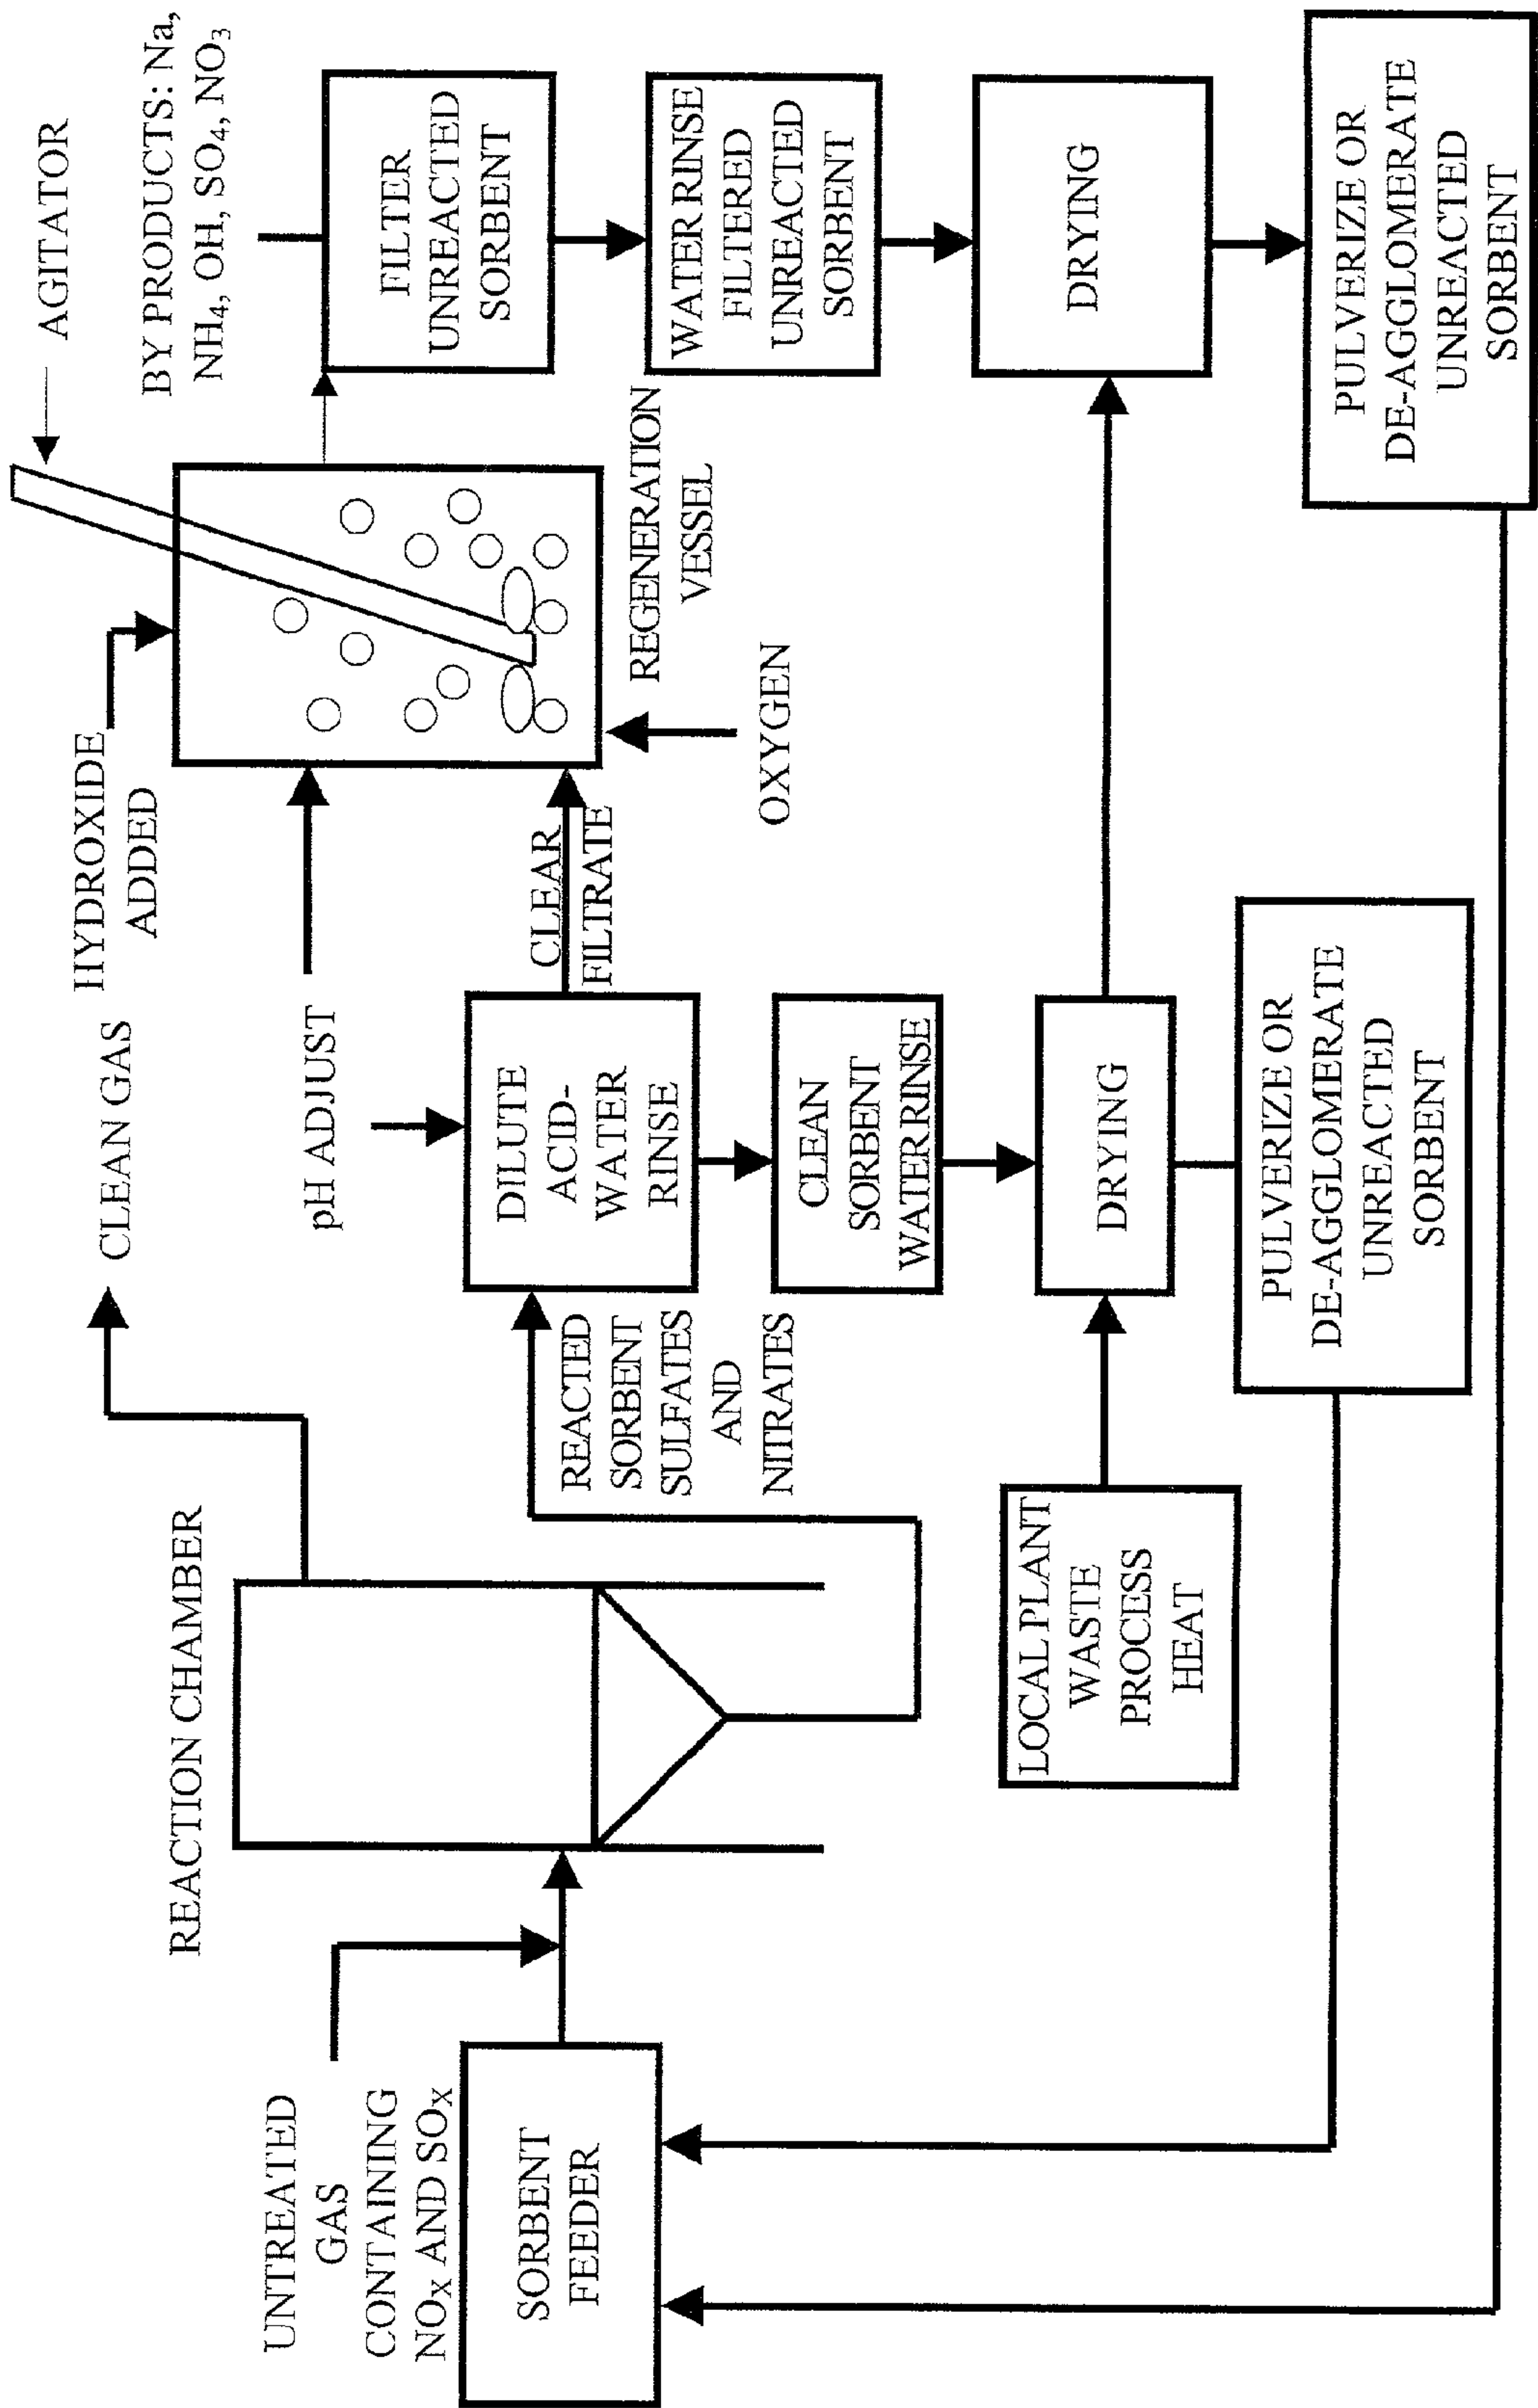 AGITATOR
BY PRODUCTS: Na,
NH₄, OH, SO₄, NO₃
CLEAN GAS
HYDROXIDE
ADDED
REACTION CHAMBER
UNTREATED
GAS
CONTAINING
NOX AND SOX
pH ADJUST
FILTER
UNREACTED
SORBENT
SORBENT
FEEDER
REACTED
SORBENT
SULFATES
AND
NITRATES
DILUTE
ACID-
WATER
RINSE
CLEAR
FILTRATE
REGENERATION
VESSEL
OXYGEN
WATER RINSE
FILTERED
UNREACTED
SORBENT
CLEAN
SORBENT
WATER RINSE
LOCAL PLANT
WASTE
PROCESS
HEAT
DRYING
DRYING
PULVERIZE OR
DE-AGGLOMERATE
UNREACTED
SORBENT
PULVERIZE OR
DE-AGGLOMERATE
UNREACTED
SORBENT